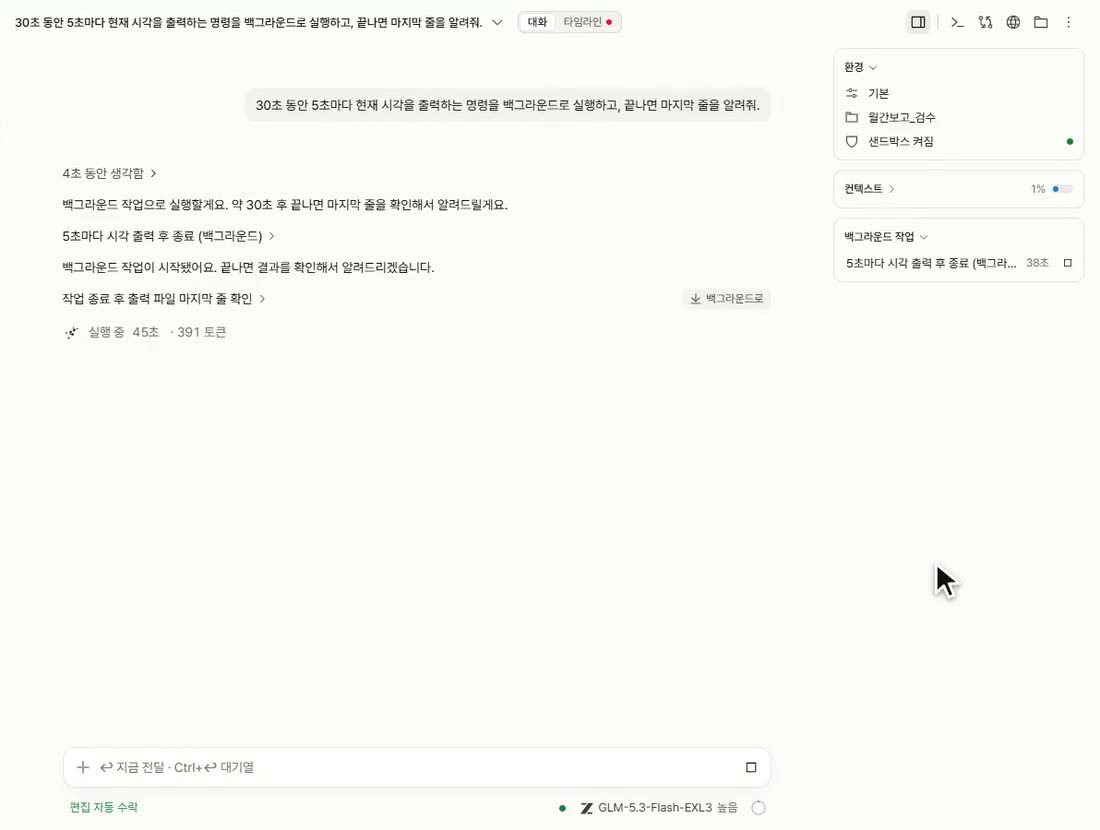 30초 동안 5초마다 현재 시각을 출력하는 명령을 백그라운드로 실행하고, 끝나면 마지막 줄을 알려줘.
대화 타임라인
환경
기본
월간보고_검수
샌드박스 켜짐
컨텍스트 1%
백그라운드 작업
5초마다 시각 출력 후 종료 (백그라... 38초
30초 동안 5초마다 현재 시각을 출력하는 명령을 백그라운드로 실행하고, 끝나면 마지막 줄을 알려줘.
4초 동안 생각함
백그라운드 작업으로 실행할게요. 약 30초 후 끝나면 마지막 줄을 확인해서 알려드릴게요.
5초마다 시각 출력 후 종료 (백그라운드)
백그라운드 작업이 시작됐어요. 끝나면 결과를 확인해서 알려드리겠습니다.
작업 종료 후 출력 파일 마지막 줄 확인
백그라운드로
실행 중 45초 · 391 토큰
↩ 지금 전달 · Ctrl+↩ 대기열
편집 자동 수락
GLM-5.3-Flash-EXL3 높음